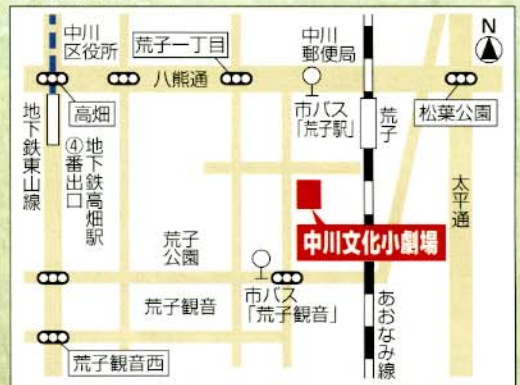 中川
区役所
荒子一丁目
中川
郵便局
N
八熊通
高畑
市バス
「荒子駅」
荒子
松葉公園
地下鉄東山線
地下鉄高畑駅
④番出口
太平通
中川文化小劇場
荒子
公園
市バス
「荒子観音」
荒子観音
あおなみ線
荒子観音西